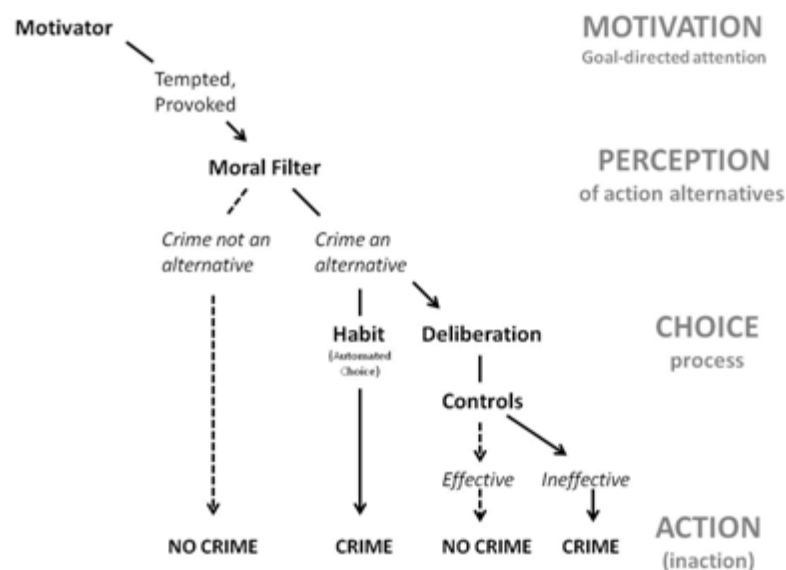 Motivator
MOTIVATION
Goal-directed attention
Tempted,
Provoked
Moral Filter
PERCEPTION
of action alternatives
Crime not an
alternative
Crime an
alternative
Habit
(Automated
Choice)
Deliberation
CHOICE
process
Controls
Effective
Ineffective
NO CRIME
CRIME
NO CRIME
CRIME
ACTION
(inaction)